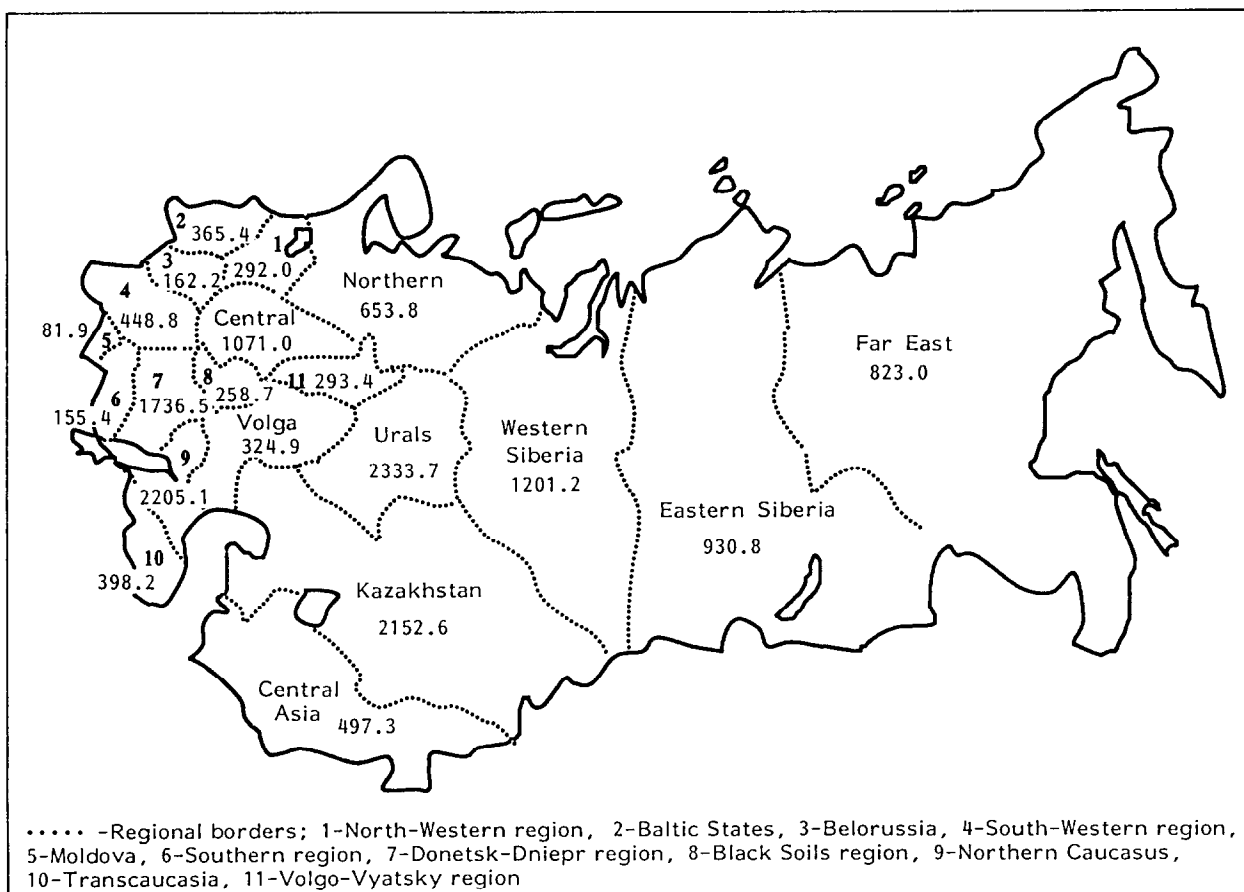 2
365.4
1
3
292.0
162.2
Northern
653.8
4
448.8
Central
1071.0
81.9
5
Far East
823.0
7
8
11 293.4
258.7
1736.5
6
155.4
Volga
324.9
Urals
2333.7
Western
Siberia
1201.2
9
2205.1
Eastern Siberia
930.8
10
398.2
Kazakhstan
2152.6
Central
Asia
497.3
..... -Regional borders; 1-North-Western region, 2-Baltic States, 3-Belorussia, 4-South-Western region,
5-Moldova, 6-Southern region, 7-Donetsk-Dniepr region, 8-Black Soils region, 9-Northern Caucasus,
10-Transcaucasia, 11-Volgo-Vyatsky region